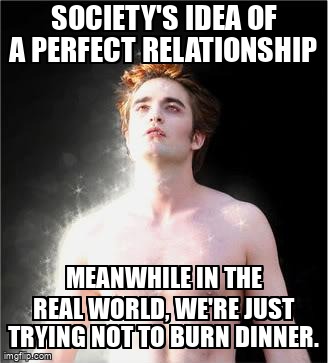 SOCIETY'S IDEA OF
A PERFECT RELATIONSHIP
MEANWHILE IN THE
REAL WORLD, WE'RE JUST
TRYING NOT TO BURN DINNER.
imgflip.com